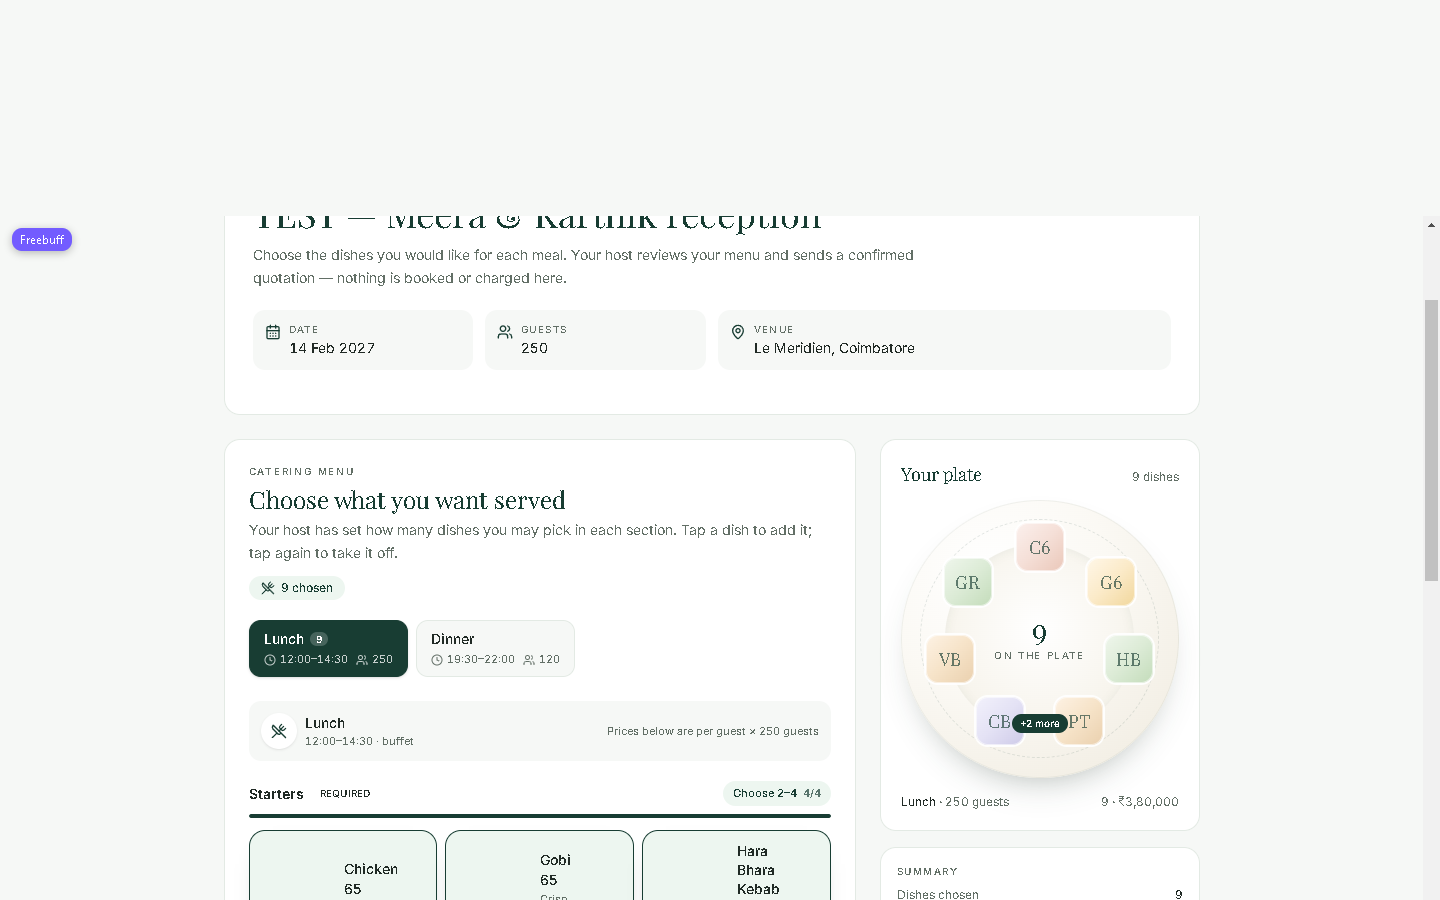 TEST — Meera & Karthik reception
Freebuff
Choose the dishes you would like for each meal. Your host reviews your menu and sends a confirmed
quotation — nothing is booked or charged here.
DATE
14 Feb 2027
GUESTS
250
VENUE
Le Meridien, Coimbatore
CATERING MENU
Choose what you want served
Your host has set how many dishes you may pick in each section. Tap a dish to add it;
tap again to take it off.
9 chosen
Lunch 9
12:00–14:30 250
Dinner
19:30–22:00 120
Lunch
12:00–14:30 · buffet
Prices below are per guest × 250 guests
Starters REQUIRED
Choose 2–4 4/4
Chicken
65
Gobi
65
Crisp
Hara
Bhara
Kebab
Your plate
9 dishes
C6
GR
G6
9
ON THE PLATE
VB
HB
CB
+2 more
PT
Lunch · 250 guests
9 · ₹3,80,000
SUMMARY
Dishes chosen
9